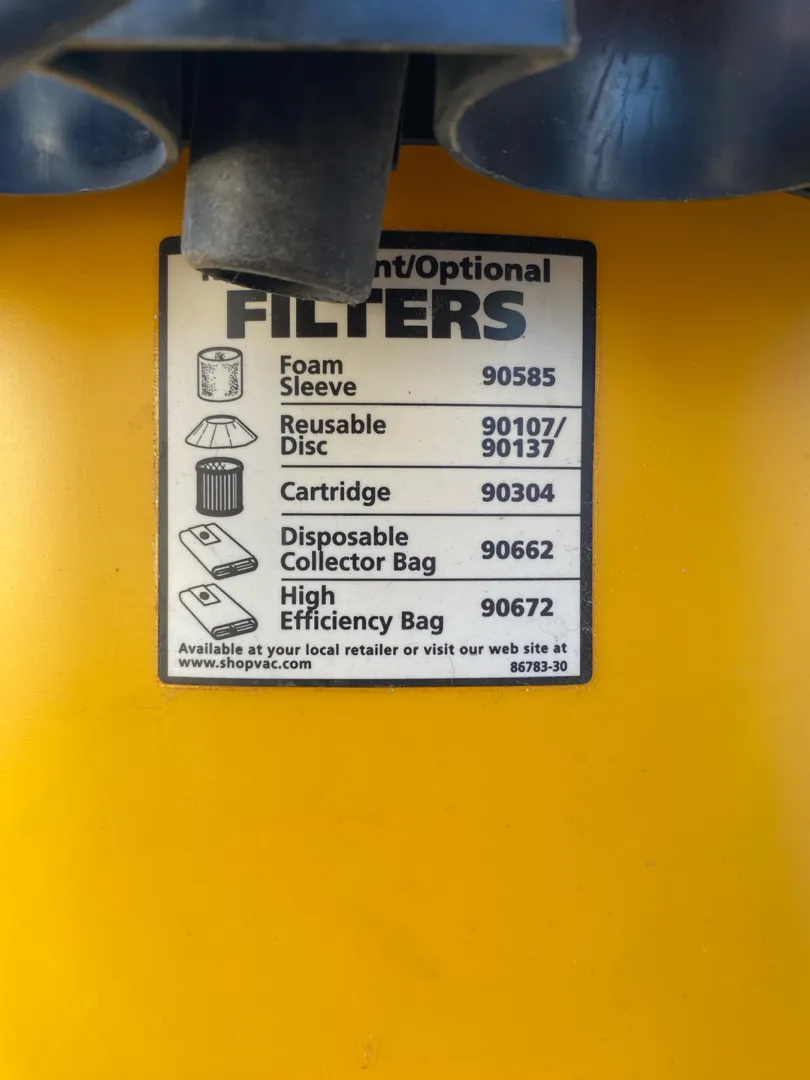 nt/Optional
FILTERS
Foam
Sleeve
90585
Reusable
Disc
90107/
90137
Cartridge
90304
Disposable
Collector Bag
90662
High
Efficiency Bag
90672
Available at your local retailer or visit our web site at
www.shopvac.com
86783-30